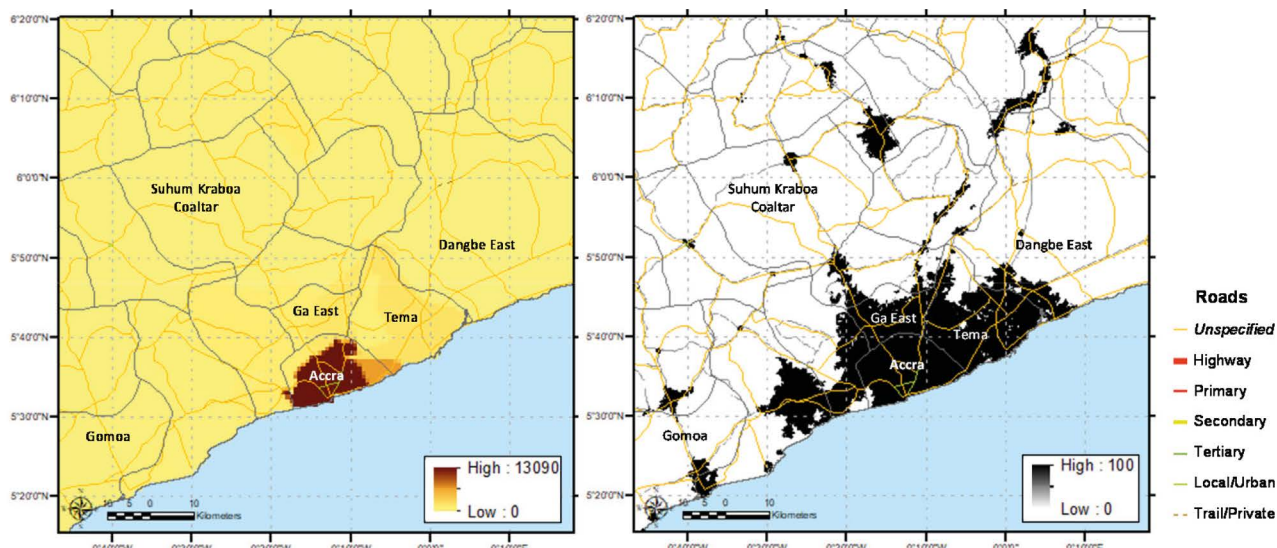 6°20'0"N
6°10'0"N
6°0'0"N
5°50'0"N
5°40'0"N
5°30'0"N
5°20'0"N
Suhum Kraboa
Coaltar
Dangbe East
Ga East
Tema
Accra
Gomoa
High : 13090
Low : 0
10 5 0 10
Kilometers
6°20'0"N
6°10'0"N
6°0'0"N
5°50'0"N
5°40'0"N
5°30'0"N
5°20'0"N
Suhum Kraboa
Coaltar
Dangbe East
Ga East
Tema
Accra
Gomoa
High : 100
Low : 0
10 5 0 10
Kilometers
Roads
Unspecified
Highway
Primary
Secondary
Tertiary
Local/Urban
Trail/Private